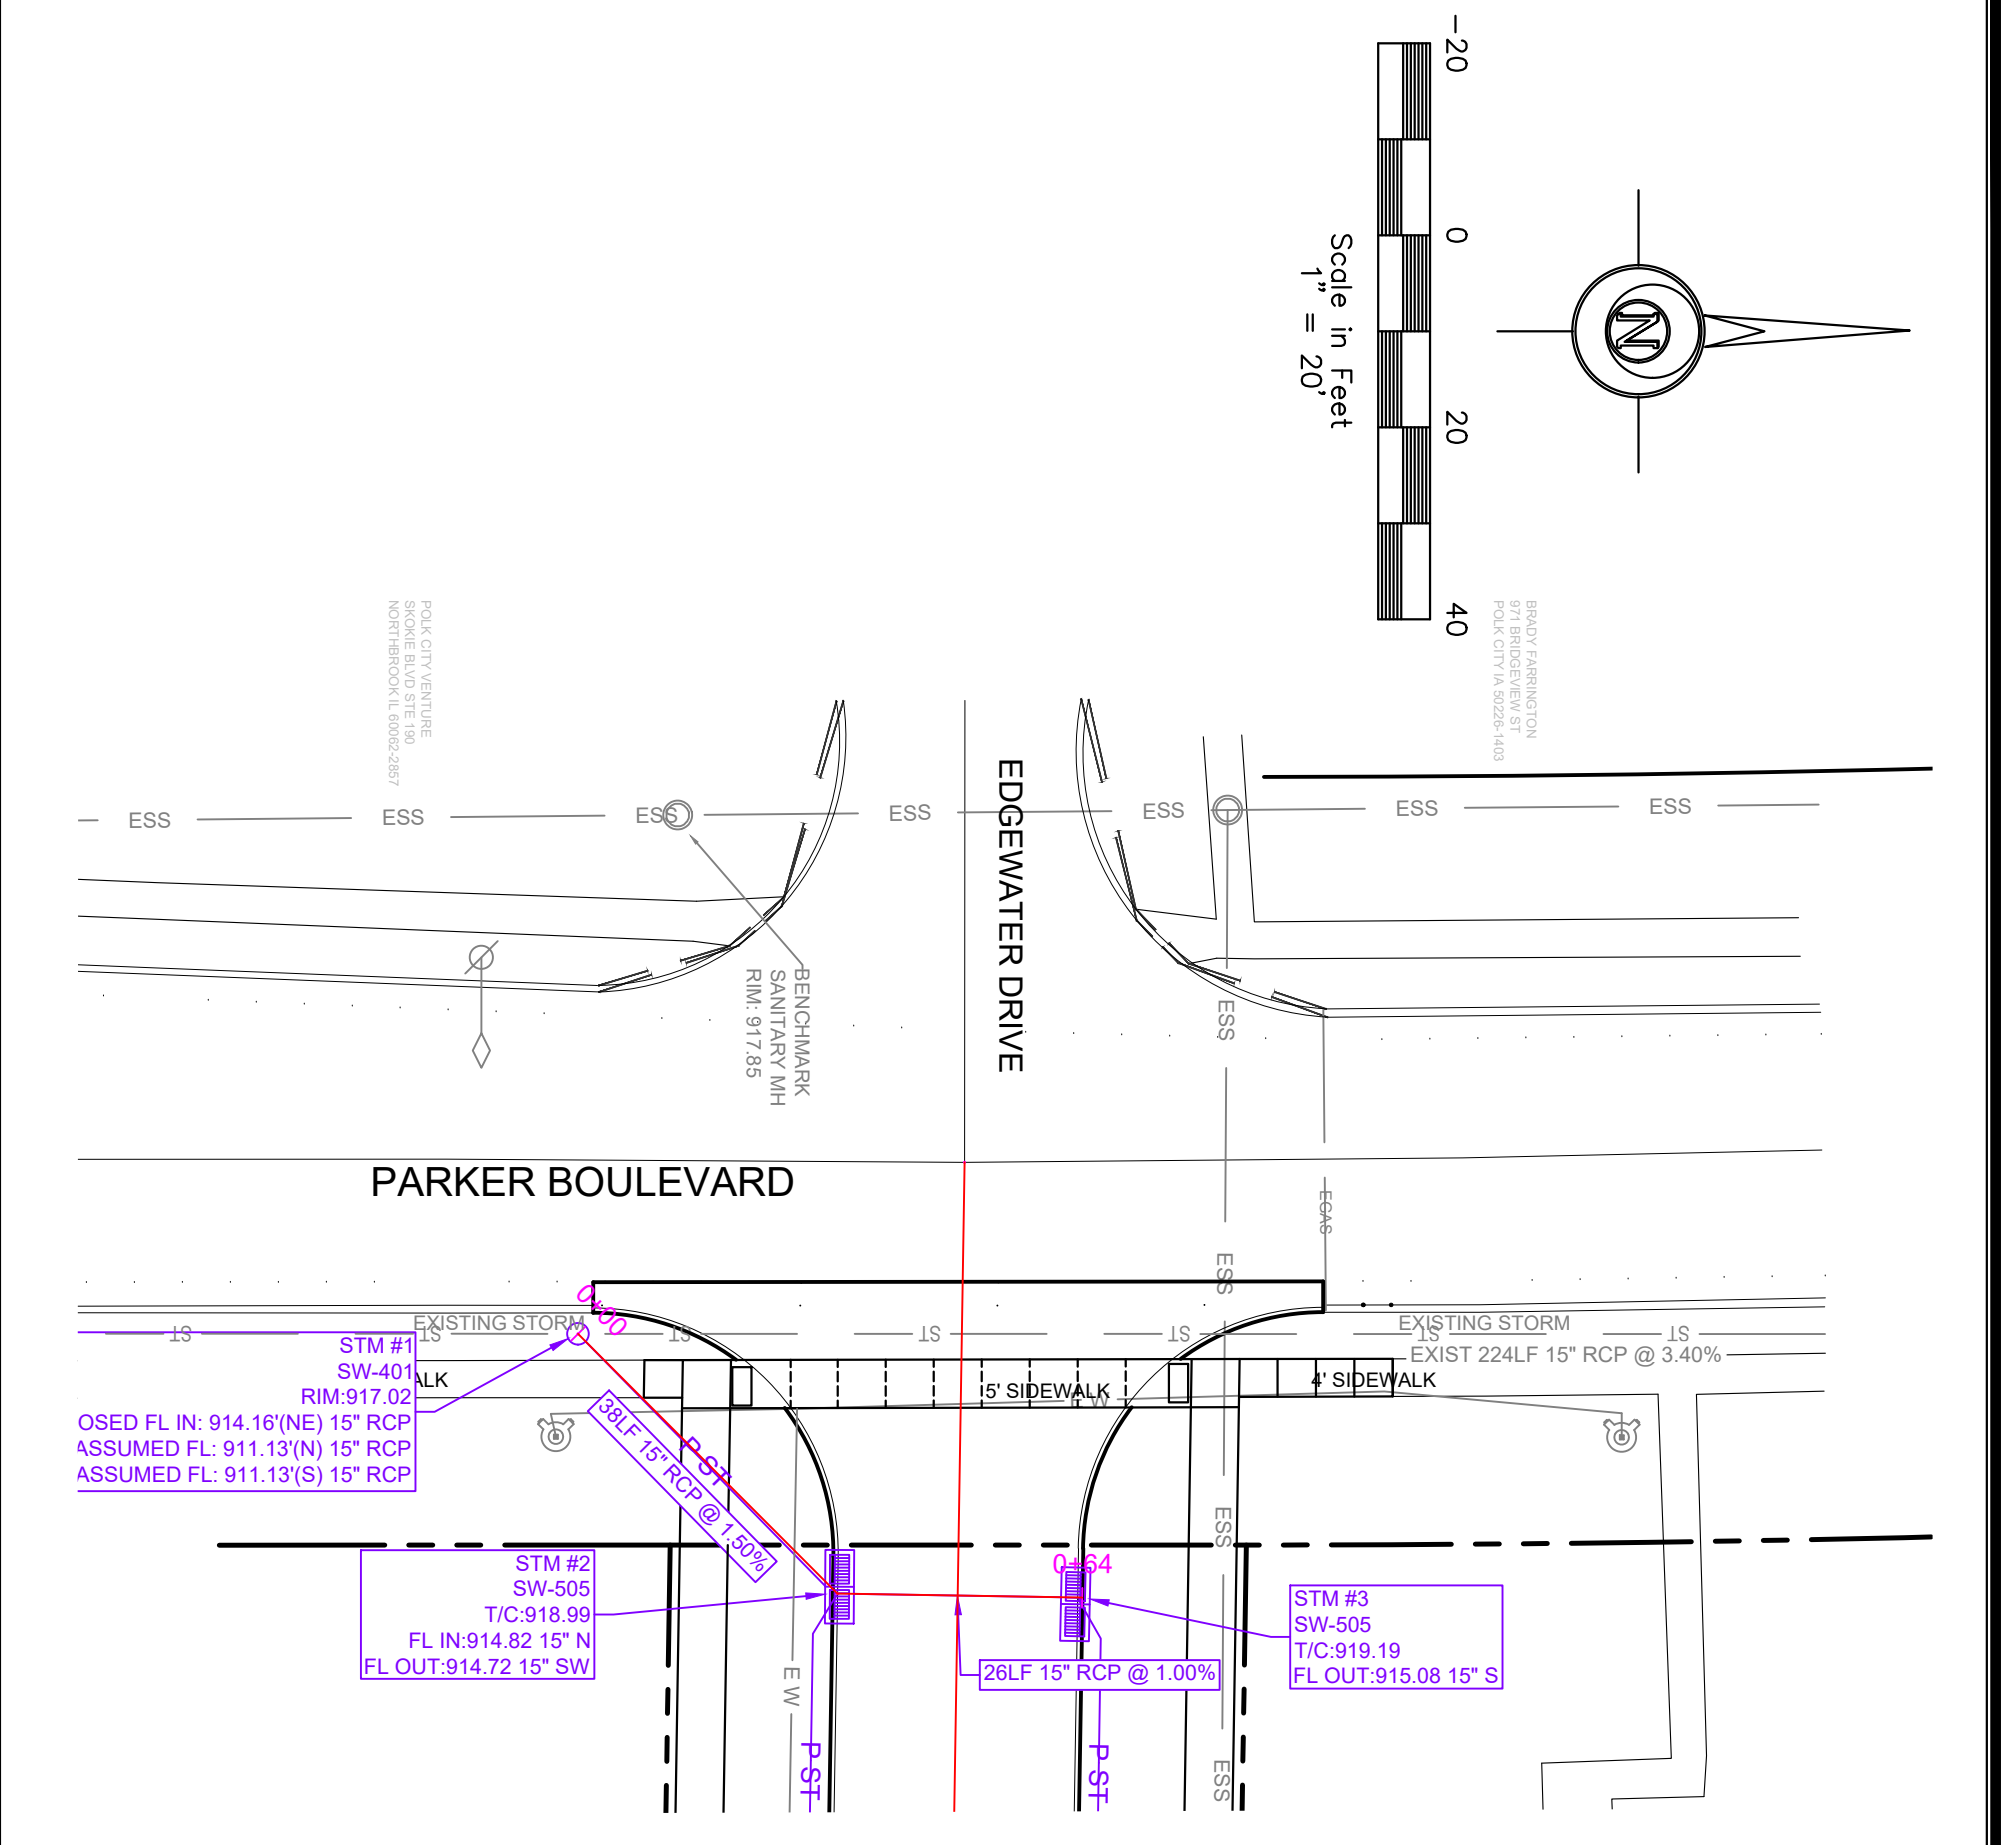 -20
0
20
40
Scale in Feet
1" = 20'
N
POLK CITY VENTURE
SKOKIE BLVD STE 190
NORTHBROOK IL 60062-2857
BRADY FARRINGTON
971 BRIDGEVIEW ST
POLK CITY IA 50226-1403
EDGEWATER DRIVE
ESS
ESS
ESS
ESS
ESS
ESS
ESS
BENCHMARK
SANITARY MH
RIM: 917.85
ESS
PARKER BOULEVARD
EGAS
ESS
0+00
EXISTING STORM
EXISTING STORM
ST
ST
ST
ST
ST
ST
ST
EXIST 224LF 15" RCP @ 3.40%
STM #1
SW-401
RIM:917.02
OSED FL IN: 914.16'(NE) 15" RCP
ASSUMED FL: 911.13'(N) 15" RCP
ASSUMED FL: 911.13'(S) 15" RCP
ALK
5' SIDEWALK
4' SIDEWALK
E W
P ST
38LF 15" RCP @ 1.50%
ESS
STM #2
SW-505
T/C:918.99
FL IN:914.82 15" N
FL OUT:914.72 15" SW
0+64
STM #3
SW-505
T/C:919.19
FL OUT:915.08 15" S
26LF 15" RCP @ 1.00%
E W
P ST
P ST
ESS